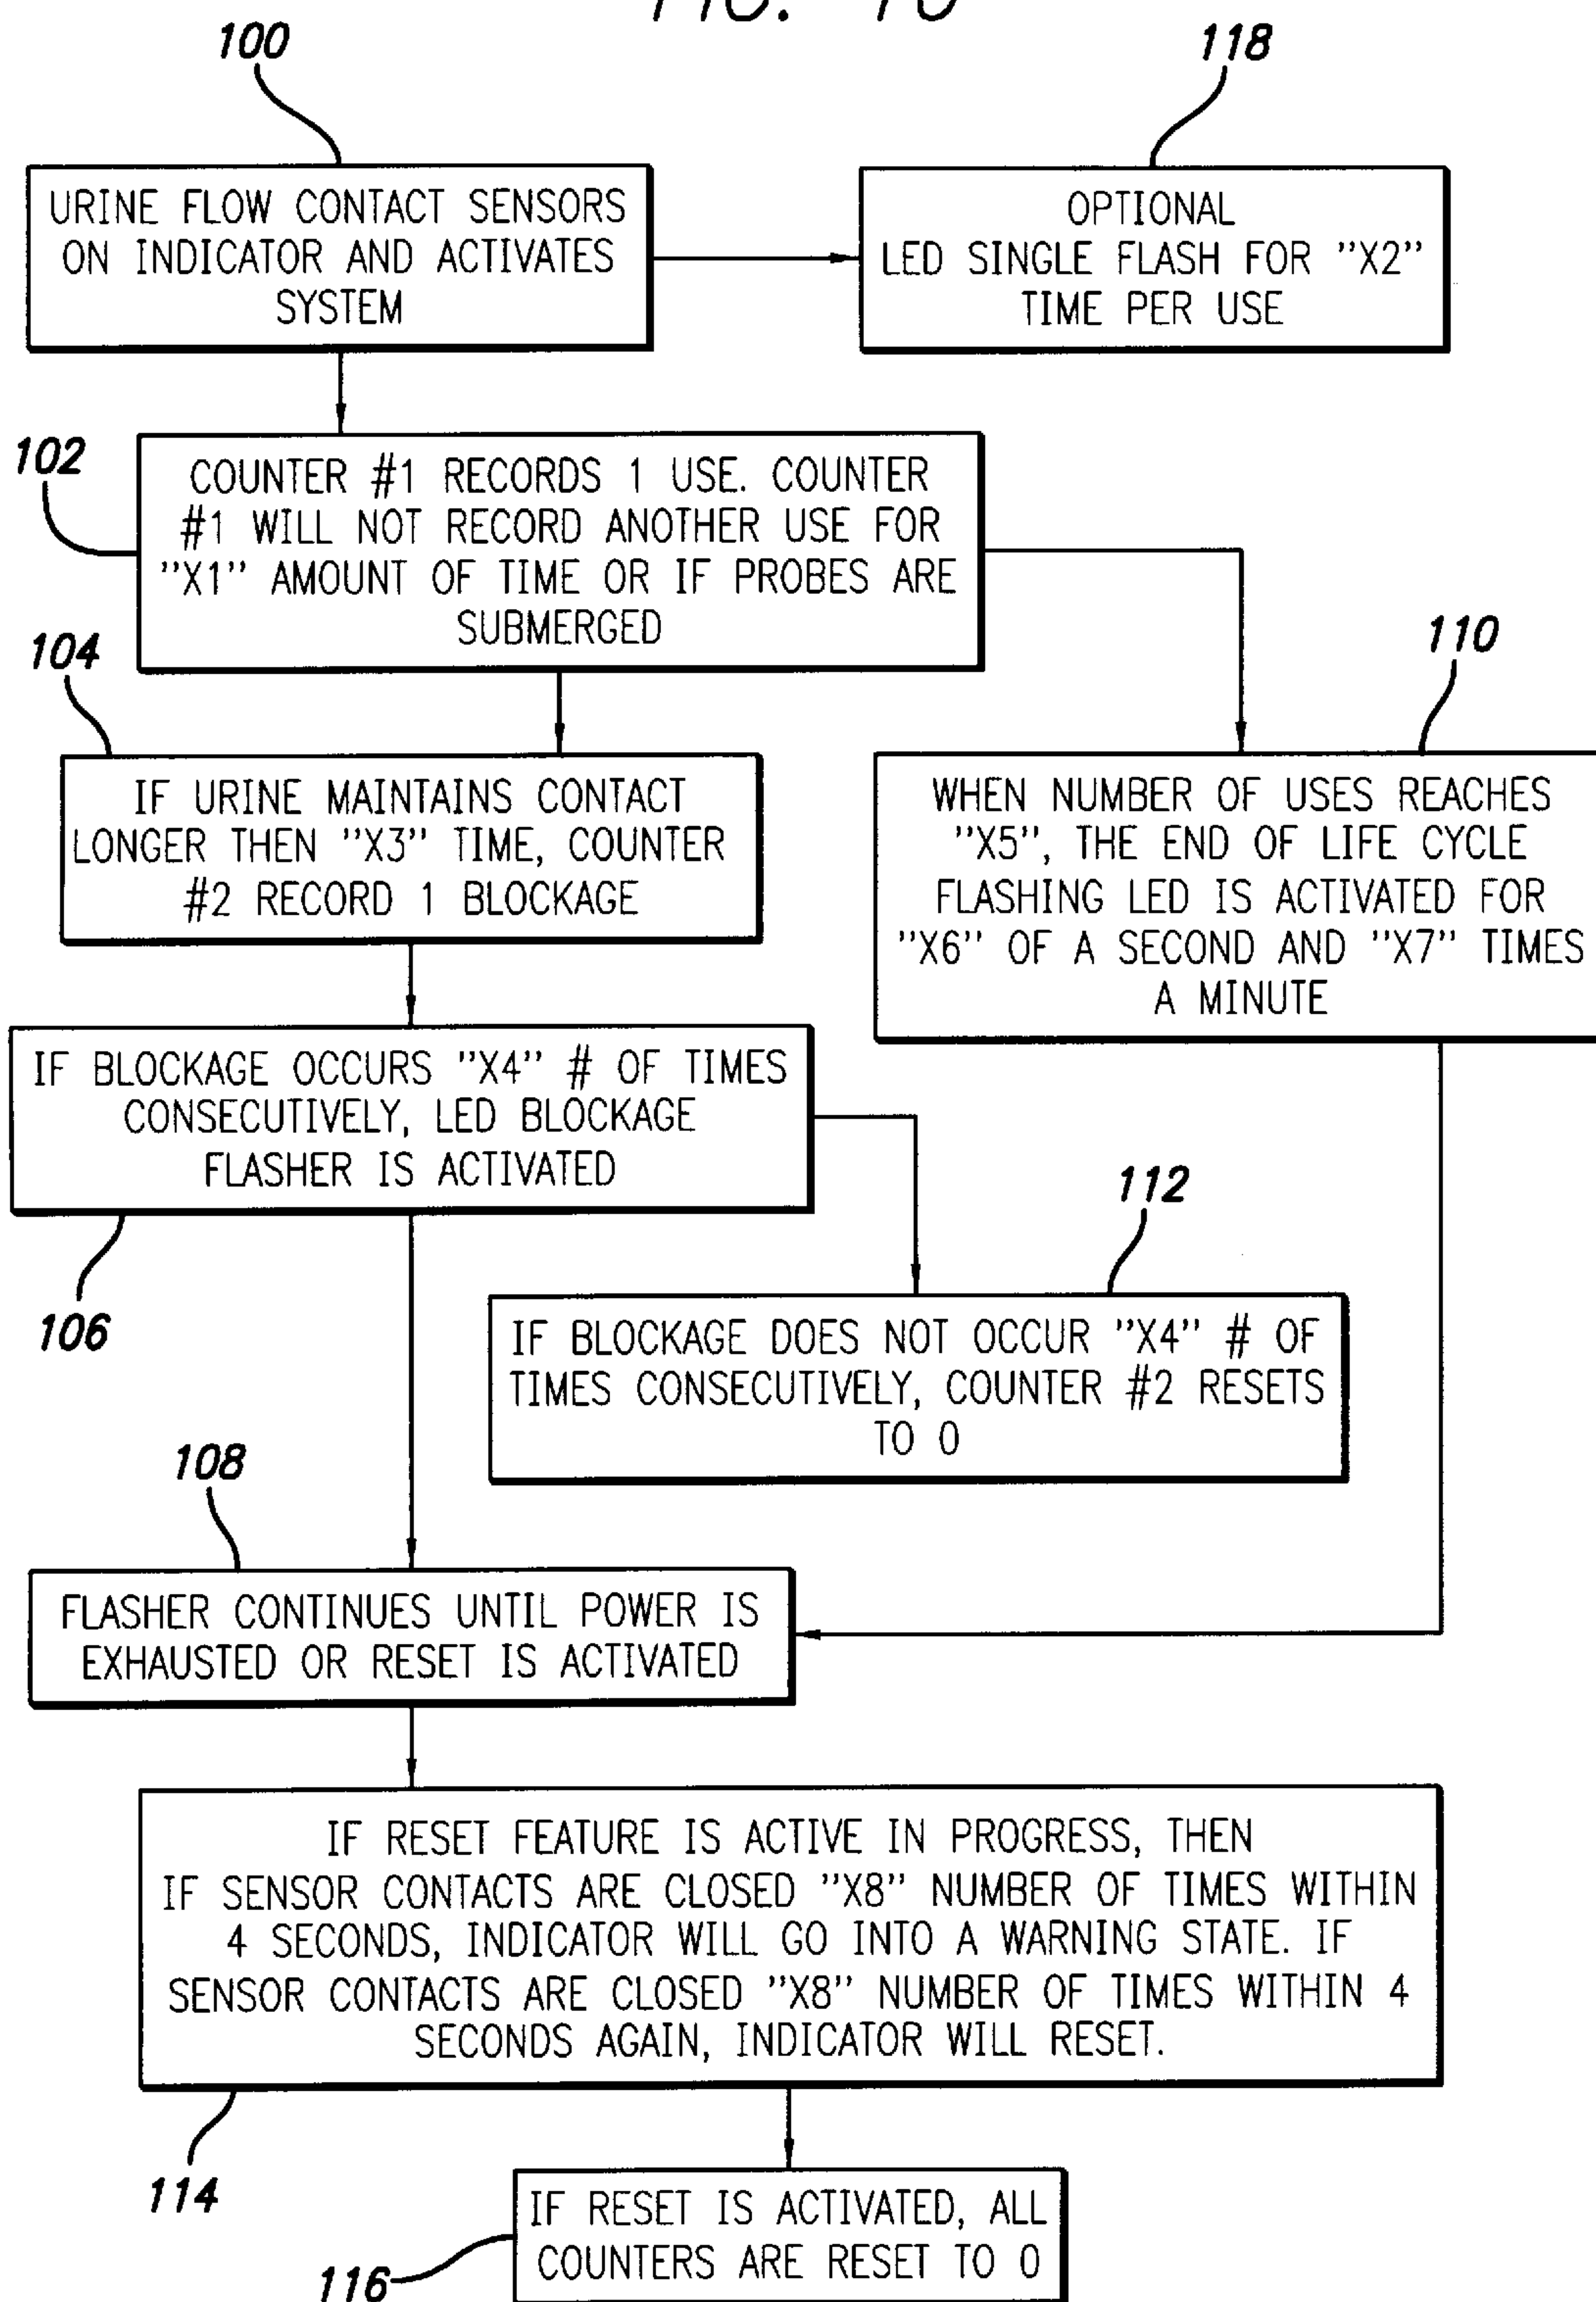 100
118
URINE FLOW CONTACT SENSORS
ON INDICATOR AND ACTIVATES
SYSTEM
OPTIONAL
LED SINGLE FLASH FOR "X2"
TIME PER USE
102
COUNTER #1 RECORDS 1 USE. COUNTER
#1 WILL NOT RECORD ANOTHER USE FOR
"X1" AMOUNT OF TIME OR IF PROBES ARE
SUBMERGED
104
IF URINE MAINTAINS CONTACT
LONGER THEN "X3" TIME, COUNTER
#2 RECORD 1 BLOCKAGE
110
WHEN NUMBER OF USES REACHES
"X5", THE END OF LIFE CYCLE
FLASHING LED IS ACTIVATED FOR
"X6" OF A SECOND AND "X7" TIMES
A MINUTE
IF BLOCKAGE OCCURS "X4" # OF TIMES
CONSECUTIVELY, LED BLOCKAGE
FLASHER IS ACTIVATED
106
112
IF BLOCKAGE DOES NOT OCCUR "X4" # OF
TIMES CONSECUTIVELY, COUNTER #2 RESETS
TO 0
108
FLASHER CONTINUES UNTIL POWER IS
EXHAUSTED OR RESET IS ACTIVATED
IF RESET FEATURE IS ACTIVE IN PROGRESS, THEN
IF SENSOR CONTACTS ARE CLOSED "X8" NUMBER OF TIMES WITHIN
4 SECONDS, INDICATOR WILL GO INTO A WARNING STATE. IF
SENSOR CONTACTS ARE CLOSED "X8" NUMBER OF TIMES WITHIN 4
SECONDS AGAIN, INDICATOR WILL RESET.
114
IF RESET IS ACTIVATED, ALL
COUNTERS ARE RESET TO 0
116